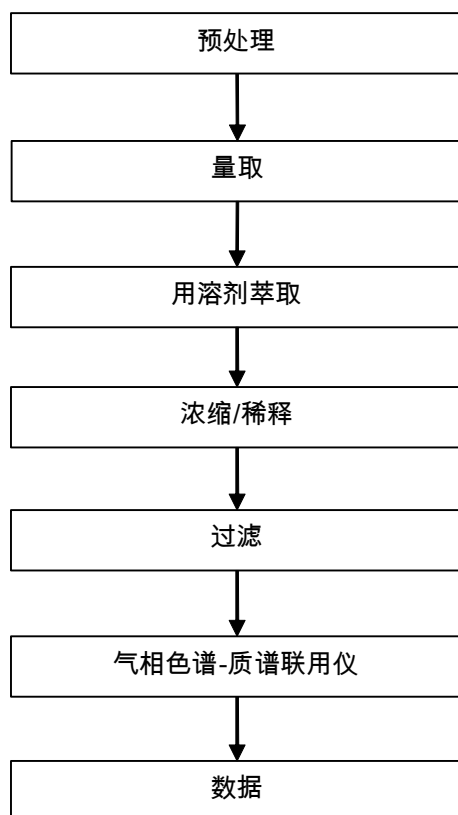 预处理
量取
用溶剂萃取
浓缩/稀释
过滤
气相色谱-质谱联用仪
数据